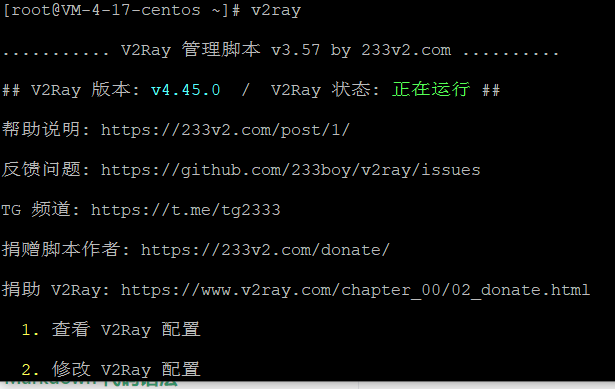 [root@VM-4-17-centos ~]# v2ray
........... V2Ray 管理脚本 v3.57 by 233v2.com ..........
## V2Ray 版本: v4.45.0  /  V2Ray 状态: 正在运行 ##
帮助说明: https://233v2.com/post/1/
反馈问题: https://github.com/233boy/v2ray/issues
TG 频道: https://t.me/tg2333
捐赠脚本作者: https://233v2.com/donate/
捐助 V2Ray: https://www.v2ray.com/chapter_00/02_donate.html
1. 查看 V2Ray 配置
2. 修改 V2Ray 配置